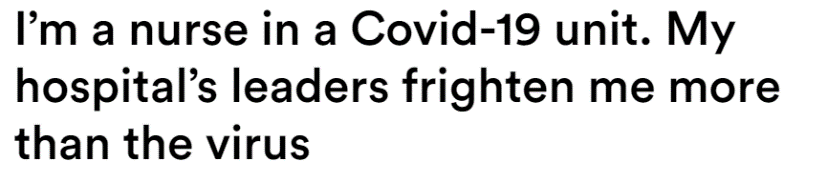 I’m a nurse in a Covid-19 unit. My
hospital’s leaders frighten me more
than the virus